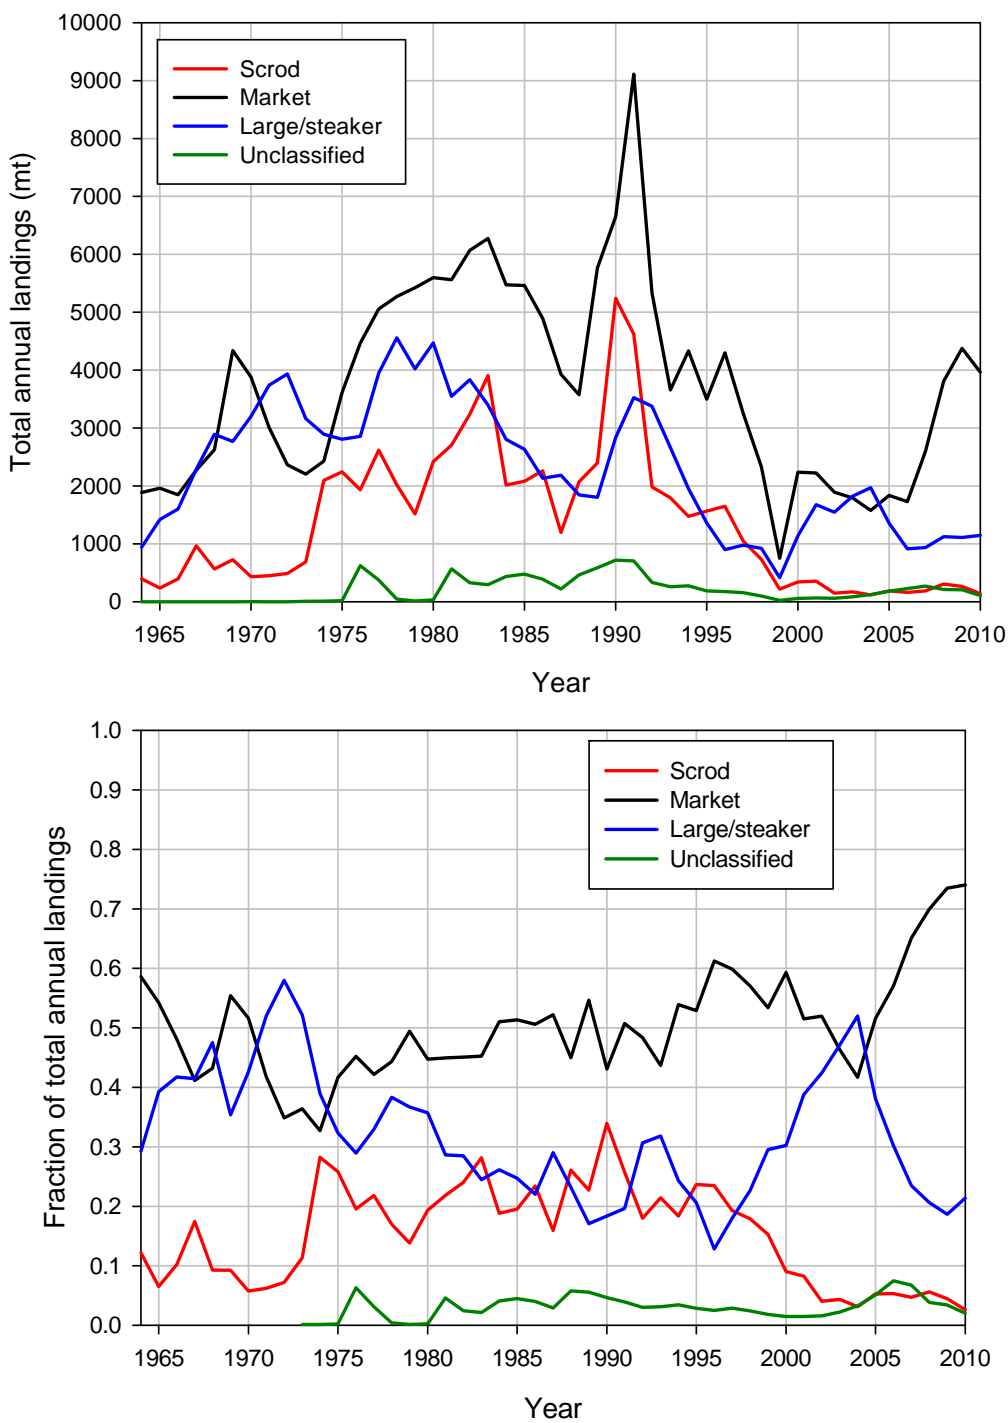 10000
9000
8000
7000
6000
5000
4000
3000
2000
1000
0
Total annual landings (mt)
Scrod
Market
Large/steaker
Unclassified
1965 1970 1975 1980 1985 1990 1995 2000 2005 2010
Year
1.0
0.9
0.8
0.7
0.6
0.5
0.4
0.3
0.2
0.1
0.0
Fraction of total annual landings
Scrod
Market
Large/steaker
Unclassified
1965 1970 1975 1980 1985 1990 1995 2000 2005 2010
Year